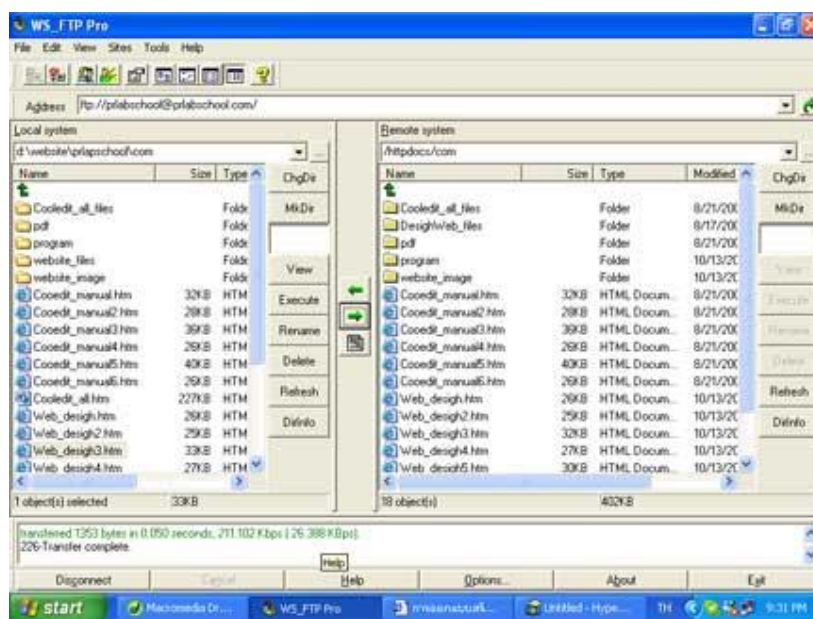 WS_FTP Pro
File Edit View Sites Tools Help
Address ftp://prlabschool@prlabschool.com/
Local system
d:\website\prlapschool\com
Name Size Type
Cooledit_all_files Folde
pdf Folde
program Folde
website_files Folde
website_image Folde
Cooedit_manual.htm 32KB HTM
Cooedit_manual2.htm 28KB HTM
Cooedit_manual3.htm 39KB HTM
Cooedit_manual4.htm 26KB HTM
Cooedit_manual5.htm 40KB HTM
Cooedit_manual6.htm 26KB HTM
Cooledit_all.htm 227KB HTM
Web_desigh.htm 26KB HTM
Web_desigh2.htm 25KB HTM
Web_desigh3.htm 33KB HTM
Web_desigh4.htm 27KB HTM
1 object(s) selected 33KB
ChgDir
MkDir
View
Execute
Rename
Delete
Refresh
DirInfo
Remote system
/httpdocs/com
Name Size Type Modified
Cooledit_all_files Folder 8/21/200
DesighWeb_files Folder 8/17/200
pdf Folder 8/21/200
program Folder 10/13/20
website_image Folder 10/13/20
Cooedit_manual.htm 32KB HTML Docum... 8/21/200
Cooedit_manual2.htm 28KB HTML Docum... 8/21/200
Cooedit_manual3.htm 39KB HTML Docum... 8/21/200
Cooedit_manual4.htm 26KB HTML Docum... 8/21/200
Cooedit_manual5.htm 40KB HTML Docum... 8/21/200
Cooedit_manual6.htm 26KB HTML Docum... 8/21/200
Web_desigh.htm 26KB HTML Docum... 10/13/20
Web_desigh2.htm 25KB HTML Docum... 10/13/20
Web_desigh3.htm 32KB HTML Docum... 10/13/20
Web_desigh4.htm 27KB HTML Docum... 10/13/20
Web_desigh5.htm 30KB HTML Docum... 10/13/20
18 object(s) 402KB
ChgDir
MkDir
View
Execute
Rename
Delete
Refresh
DirInfo
transferred 1353 bytes in 0.050 seconds, 211.102 Kbps ( 26.388 KBps).
226-Transfer complete.
Help
Disconnect Cancel Help Options... About Exit
start Macromedia Dr... WS_FTP Pro Untitled - Hype... TH 9:31 PM